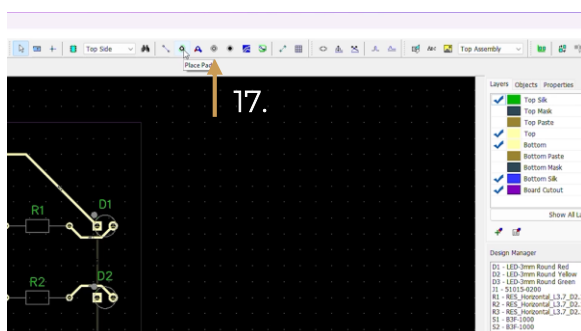 Top Side
Abc
Top Assembly
Place Pad
17.
Layers Objects Properties
Top Silk
Top Mask
Top Paste
Top
Bottom
Bottom Paste
Bottom Mask
Bottom Silk
Board Cutout
Show All La
Design Manager
D1 - LED-3mm Round Red
D2 - LED-3mm Round Yellow
D3 - LED-3mm Round Green
J1 - 51015-0200
R1 - RES_Horizontal_L3.7_D2.
R2 - RES_Horizontal_L3.7_D2.
R3 - RES_Horizontal_L3.7_D2.
S1 - B3F-1000
S2 - B3F-1000
R1
D1
R2
D2